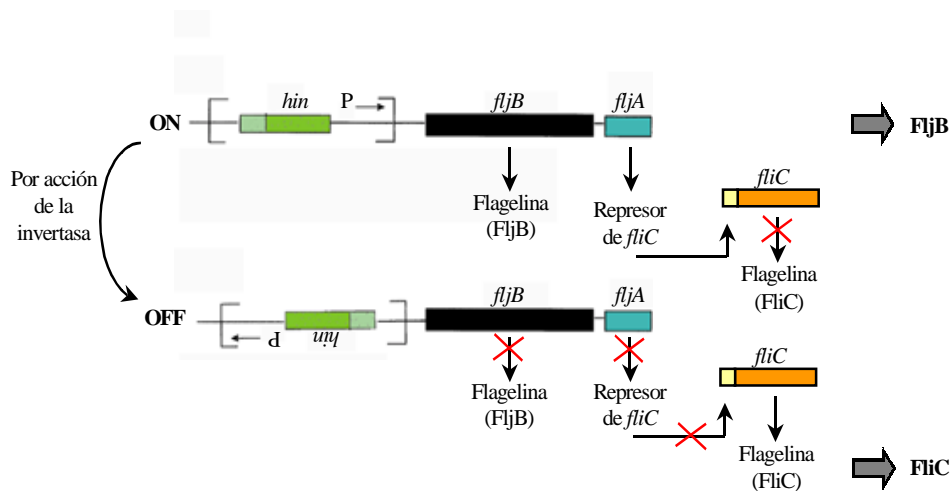 hin
P
fljB
fljA
ON
FljB
Por acción
de la
invertasa
Flagelina
(FljB)
Represor
de fliC
fliC
Flagelina
(FliC)
OFF
P
hin
fljB
fljA
Flagelina
(FljB)
Represor
de fliC
fliC
Flagelina
(FliC)
FliC